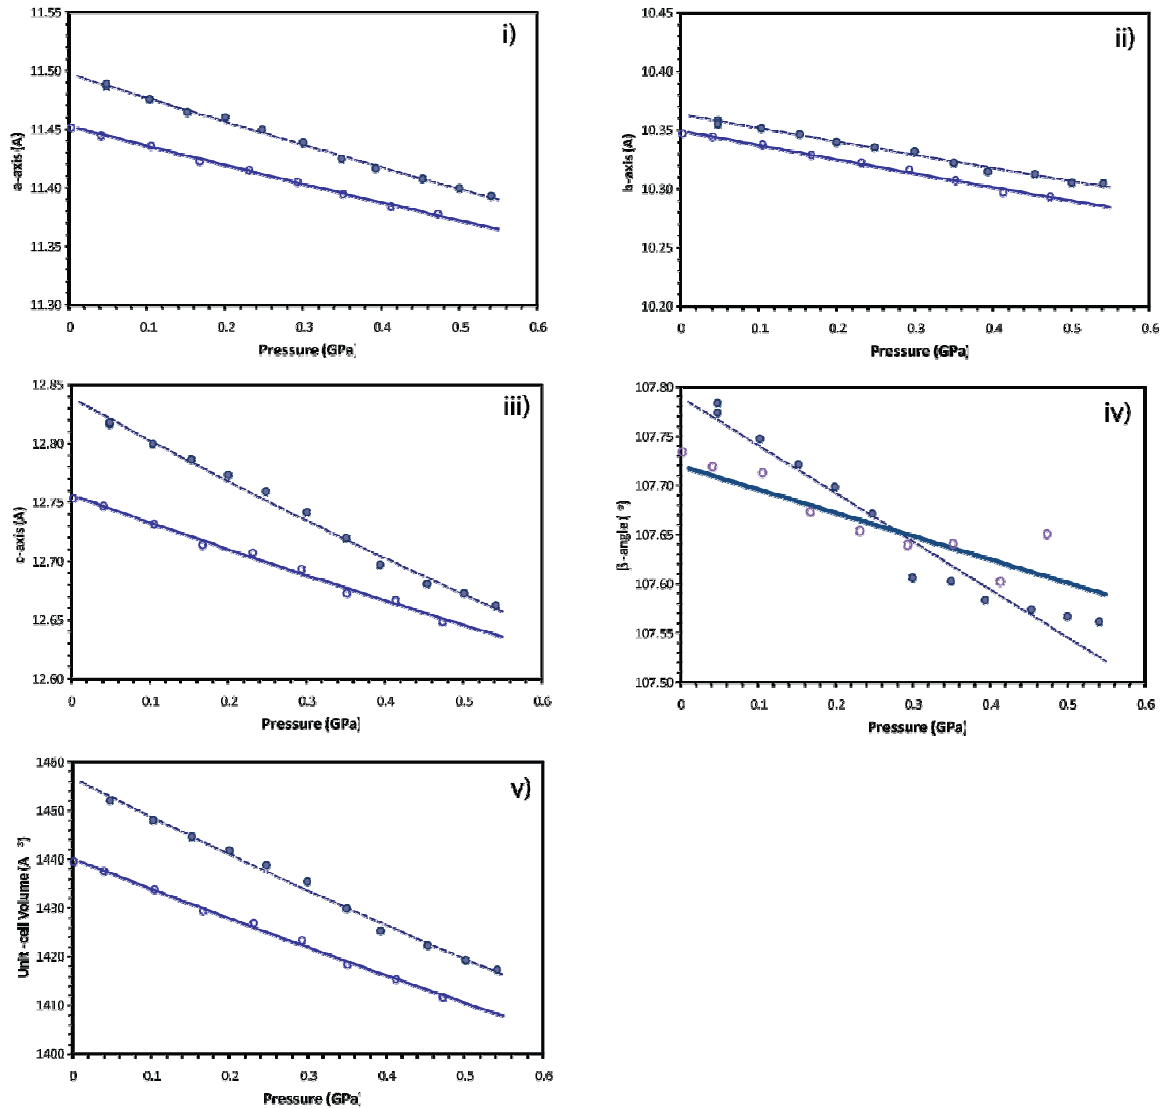 i)
11.55
11.50
11.45
11.40
11.35
11.30
a-axis (A)
0 0.1 0.2 0.3 0.4 0.5 0.6
Pressure (GPa)
ii)
10.45
10.40
10.35
10.30
10.25
10.20
b-axis (A)
0 0.1 0.2 0.3 0.4 0.5 0.6
Pressure (GPa)
iii)
12.85
12.80
12.75
12.70
12.65
12.60
c-axis (A)
0 0.1 0.2 0.3 0.4 0.5 0.6
Pressure (GPa)
iv)
107.80
107.75
107.70
107.65
107.60
107.55
107.50
β-angle ( °)
0 0.1 0.2 0.3 0.4 0.5 0.6
Pressure (GPa)
v)
1460
1450
1440
1430
1420
1410
1400
Unit-cell Volume (A ³)
0 0.1 0.2 0.3 0.4 0.5 0.6
Pressure (GPa)